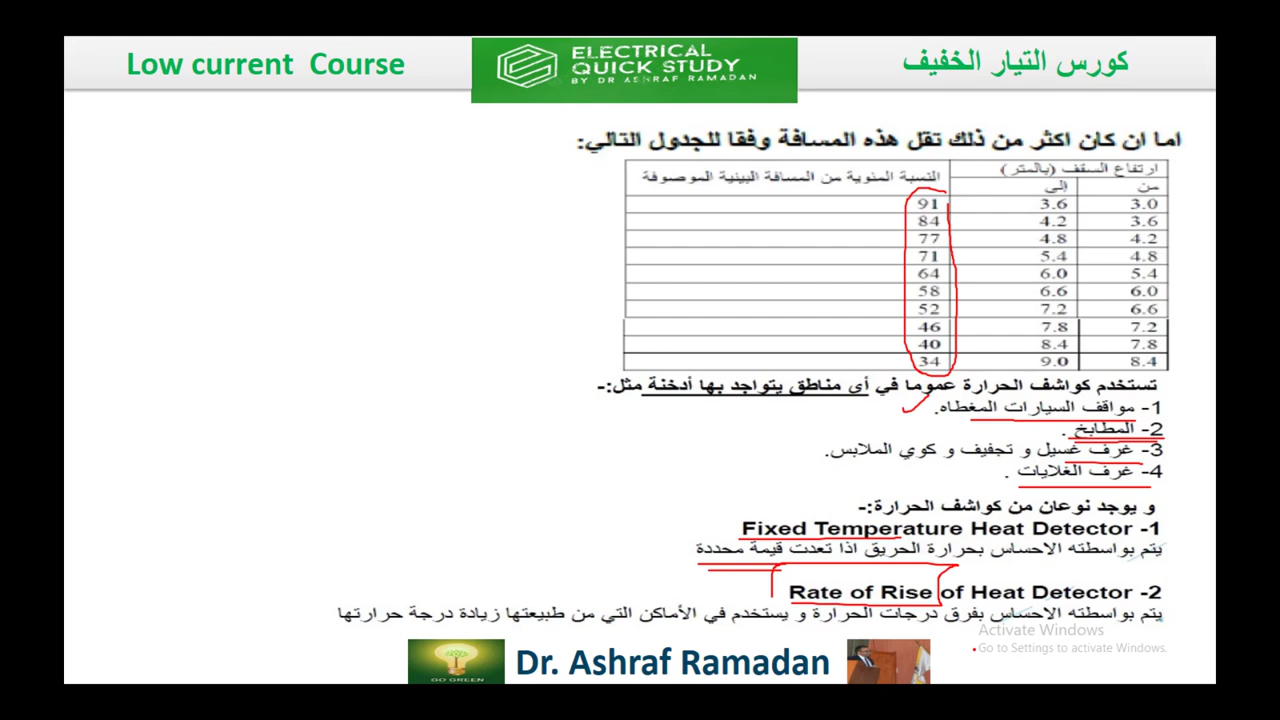 Low current Course
ELECTRICAL
QUICK STUDY
BY DR ASHRAF RAMADAN
كورس التيار الخفيف
اما ان كان اكثر من ذلك تقل هذه المسافة وفقا للجدول التالي:
ارتفاع السقف (بالمتر) النسبة المئوية من المسافة البينية الموصوفة
من إلى
3.0 3.6 91
3.6 4.2 84
4.2 4.8 77
4.8 5.4 71
5.4 6.0 64
6.0 6.6 58
6.6 7.2 52
7.2 7.8 46
7.8 8.4 40
8.4 9.0 34
تستخدم كواشف الحرارة عموما في أى مناطق يتواجد بها أدخنة مثل:-
1- مواقف السيارات المغطاه.
2- المطابخ .
3- غرف غسيل و تجفيف و كوي الملابس.
4- غرف الغلايات .
و يوجد نوعان من كواشف الحرارة:-
1- Fixed Temperature Heat Detector
يتم بواسطته الاحساس بحرارة الحريق اذا تعدت قيمة محددة
2- Rate of Rise of Heat Detector
يتم بواسطته الاحساس بفرق درجات الحرارة و يستخدم في الأماكن التي من طبيعتها زيادة درجة حرارتها
Activate Windows
Go to Settings to activate Windows.
GO GREEN
Dr. Ashraf Ramadan